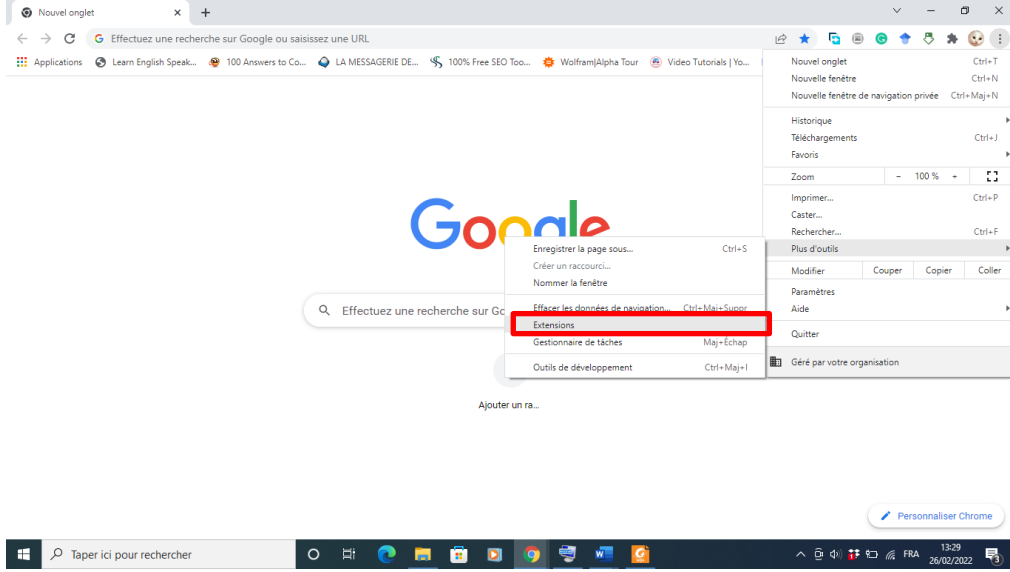 Nouvel onglet
Effectuez une recherche sur Google ou saisissez une URL
Applications Learn English Speak... 100 Answers to Co... LA MESSAGERIE DE... 100% Free SEO Too... Wolfram|Alpha Tour Video Tutorials | Yo...
Nouvel onglet Ctrl+T
Nouvelle fenêtre Ctrl+N
Nouvelle fenêtre de navigation privée Ctrl+Maj+N
Historique
Téléchargements Ctrl+J
Favoris
Zoom - 100 % +
Imprimer... Ctrl+P
Caster...
Rechercher... Ctrl+F
Plus d'outils
Modifier Couper Copier Coller
Paramètres
Aide
Quitter
Géré par votre organisation
Google
Enregistrer la page sous... Ctrl+S
Créer un raccourci...
Nommer la fenêtre
Effacer les données de navigation... Ctrl+Maj+Suppr
Extensions
Gestionnaire de tâches Maj+Échap
Outils de développement Ctrl+Maj+I
Effectuez une recherche sur Go
Ajouter un ra...
Personnaliser Chrome
Taper ici pour rechercher
FRA
13:29
26/02/2022
3